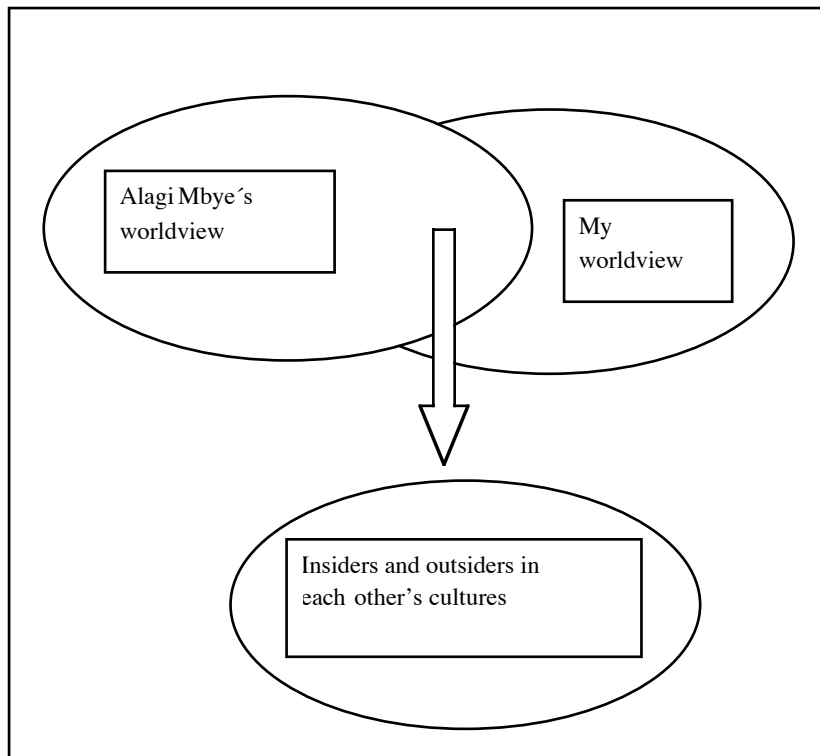 Alagi Mbye´s
worldview
My
worldview
Insiders and outsiders in
each other’s cultures